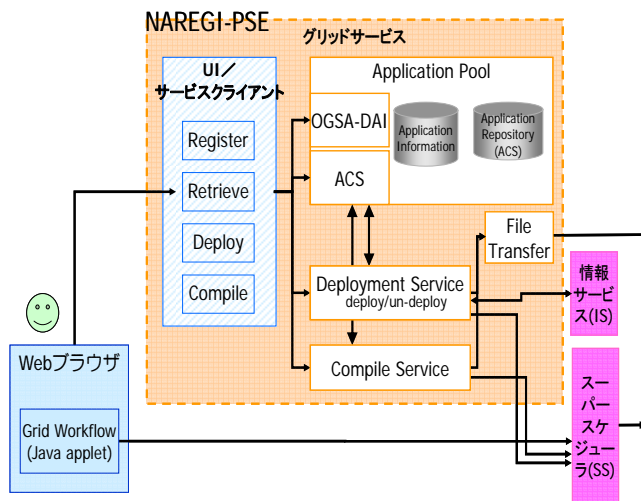 NAREGI-PSE
グリッドサービス
UI／
サービスクライアント
Register
Retrieve
Deploy
Compile
Application Pool
OGSA-DAI
ACS
Application
Information
Application
Repository
(ACS)
File
Transfer
Deployment Service
deploy/un-deploy
Compile Service
情報
サービ
ス(IS)
スー
パー
スケ
ジュー
ラ(SS)
Webブラウザ
Grid Workflow
(Java applet)